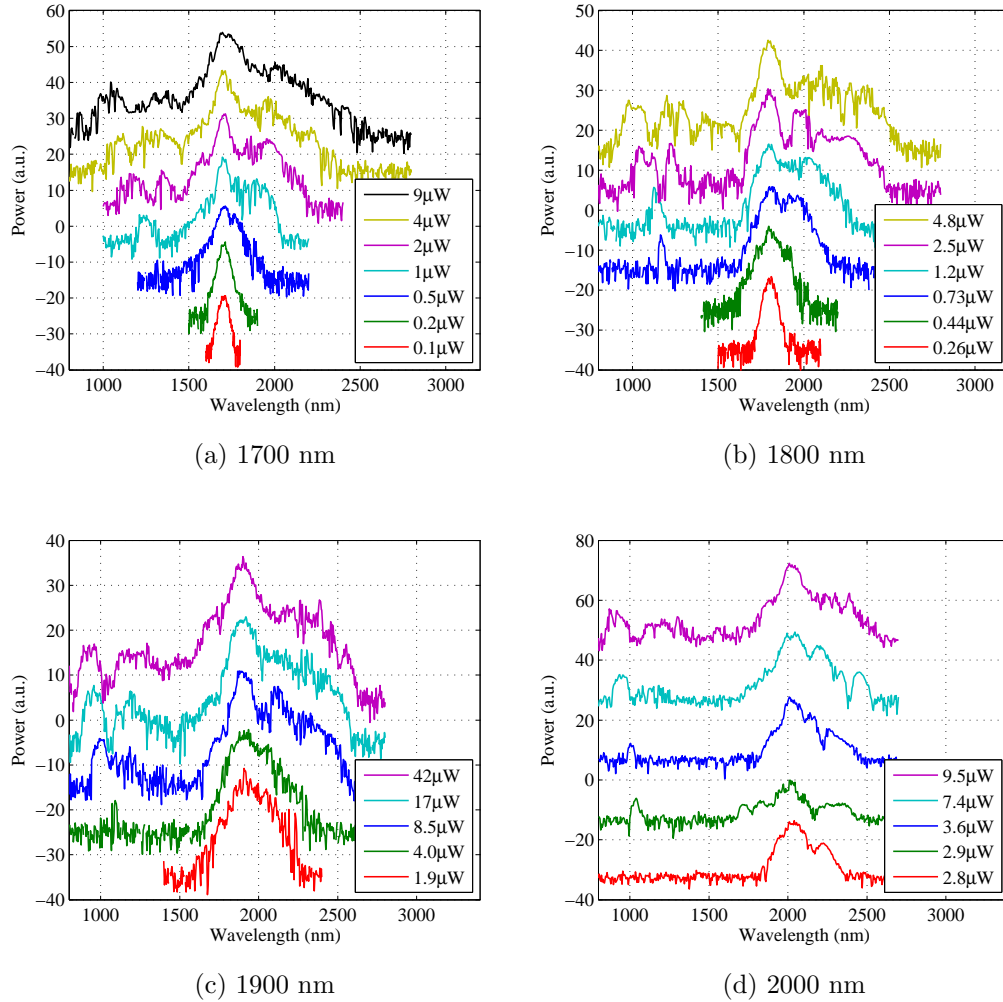 60
50
40
30
20
10
0
−10
−20
−30
−40
1000 1500 2000 2500 3000
Power (a.u.)
Wavelength (nm)
9μW
4μW
2μW
1μW
0.5μW
0.2μW
0.1μW
(a) 1700 nm
50
40
30
20
10
0
−10
−20
−30
−40
1000 1500 2000 2500 3000
Power (a.u.)
Wavelength (nm)
4.8μW
2.5μW
1.2μW
0.73μW
0.44μW
0.26μW
(b) 1800 nm
40
30
20
10
0
−10
−20
−30
−40
1000 1500 2000 2500 3000
Power (a.u.)
Wavelength (nm)
42μW
17μW
8.5μW
4.0μW
1.9μW
(c) 1900 nm
80
60
40
20
0
−20
−40
1000 1500 2000 2500 3000
Power (a.u.)
Wavelength (nm)
9.5μW
7.4μW
3.6μW
2.9μW
2.8μW
(d) 2000 nm